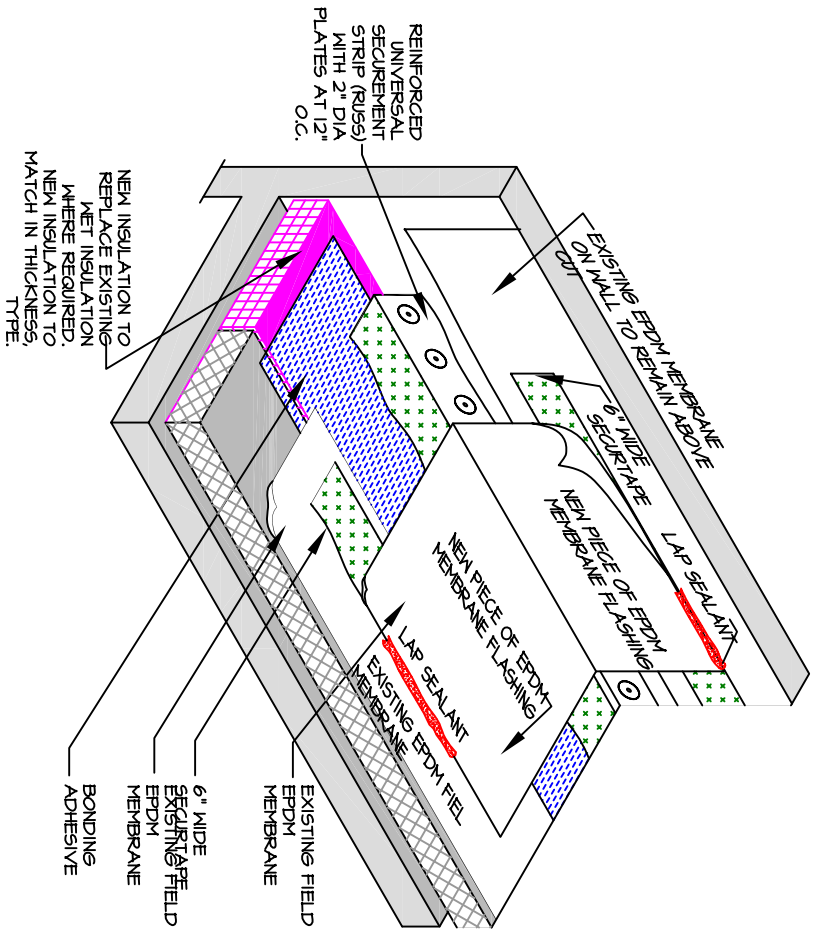 REINFORCED
UNIVERSAL
SECUREMENT
STRIP (RUSS)
WITH 2" DIA
PLATES AT 12"
O.C.
NEW INSULATION TO
REPLACE EXISTING
WET INSULATION
WHERE REQUIRED.
NEW INSULATION TO
MATCH IN THICKNESS,
TYPE.
EXISTING EPDM MEMBRANE
ON WALL TO REMAIN ABOVE
CUT
6" WIDE
SECURTAPE
LAP SEALANT
NEW PIECE OF EPDM
MEMBRANE FLASHING
NEW PIECE OF EPDM
MEMBRANE FLASHING
LAP SEALANT
EXISTING EPDM FIEL
MEMBRANE
EXISTING FIELD
EPDM
MEMBRANE
6" WIDE
SECURTAPE
EXISTING FIELD
EPDM
MEMBRANE
BONDING
ADHESIVE